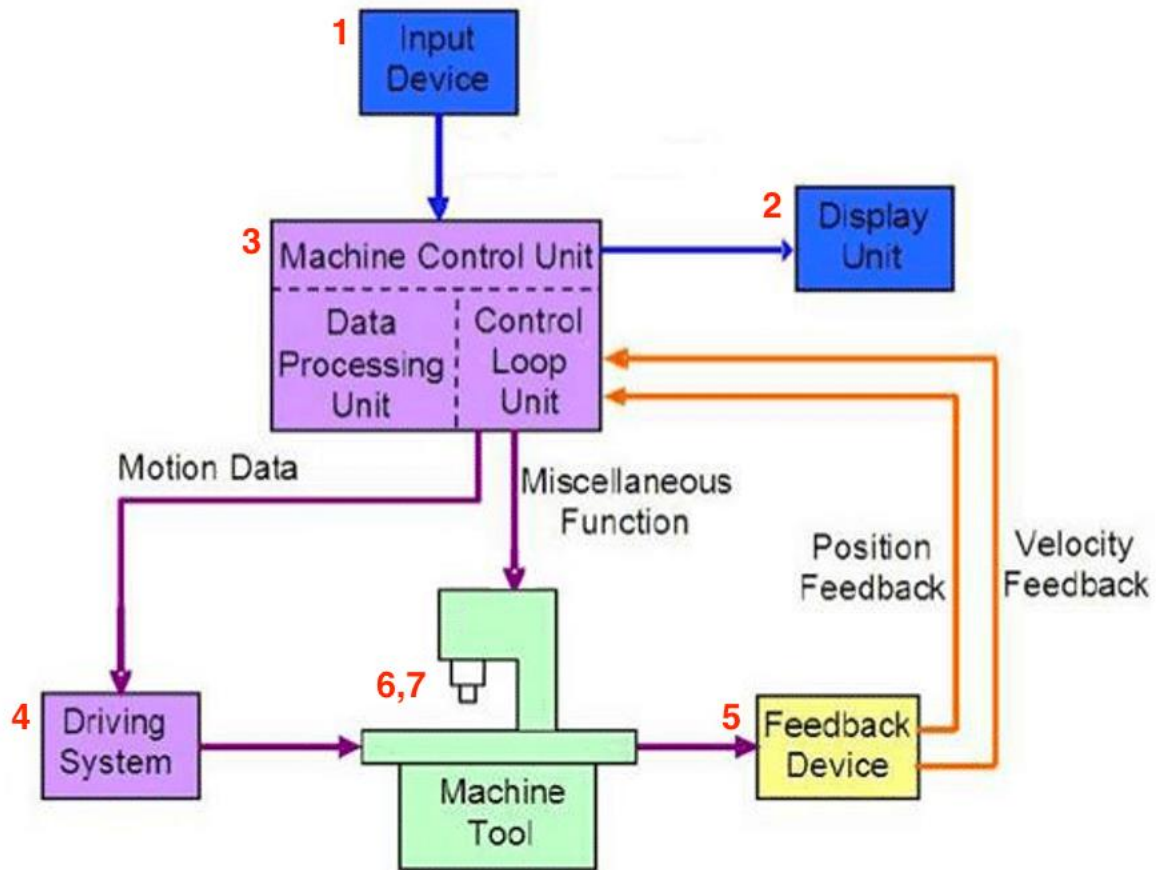 1
Input
Device
2
Display
Unit
3
Machine Control Unit
Data
Processing
Unit
Control
Loop
Unit
Motion Data
Miscellaneous
Function
Position
Feedback
Velocity
Feedback
4
Driving
System
6,7
Machine
Tool
5
Feedback
Device